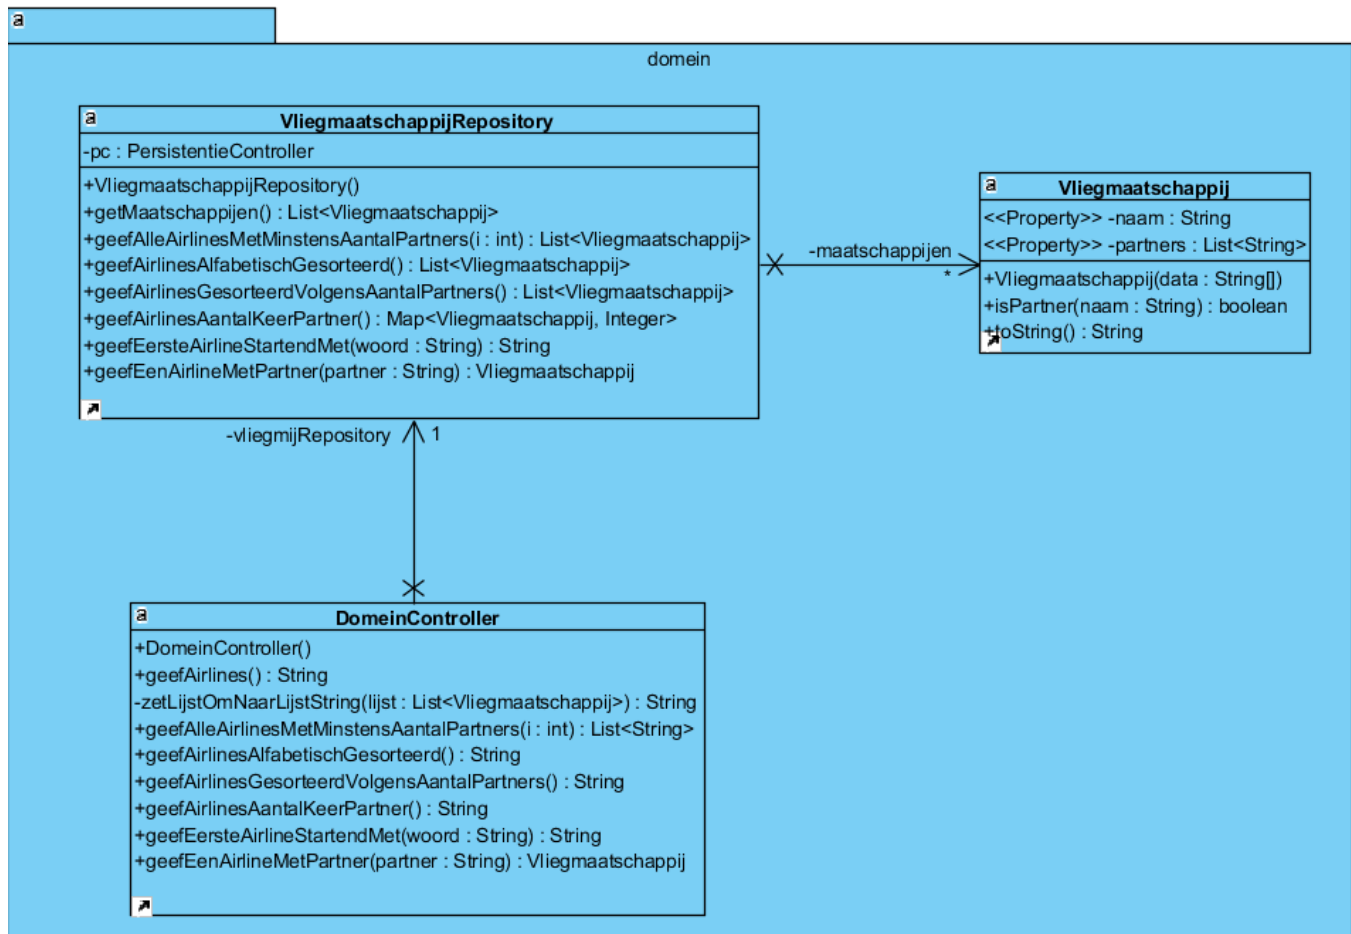 a
domein
a
VliegmaatschappijRepository
-pc : PersistentieController
+VliegmaatschappijRepository()
+getMaatschappijen() : List<Vliegmaatschappij>
+geefAlleAirlinesMetMinstensAantalPartners(i : int) : List<Vliegmaatschappij>
+geefAirlinesAlfabetischGesorteerd() : List<Vliegmaatschappij>
+geefAirlinesGesorteerdVolgensAantalPartners() : List<Vliegmaatschappij>
+geefAirlinesAantalKeerPartner() : Map<Vliegmaatschappij, Integer>
+geefEersteAirlineStartendMet(woord : String) : String
+geefEenAirlineMetPartner(partner : String) : Vliegmaatschappij
-maatschappijen
*
a
Vliegmaatschappij
<<Property>> -naam : String
<<Property>> -partners : List<String>
+Vliegmaatschappij(data : String[])
+isPartner(naam : String) : boolean
+toString() : String
-vliegmijRepository
1
a
DomeinController
+DomeinController()
+geefAirlines() : String
-zetLijstOmNaarLijstString(lijst : List<Vliegmaatschappij>) : String
+geefAlleAirlinesMetMinstensAantalPartners(i : int) : List<String>
+geefAirlinesAlfabetischGesorteerd() : String
+geefAirlinesGesorteerdVolgensAantalPartners() : String
+geefAirlinesAantalKeerPartner() : String
+geefEersteAirlineStartendMet(woord : String) : String
+geefEenAirlineMetPartner(partner : String) : Vliegmaatschappij